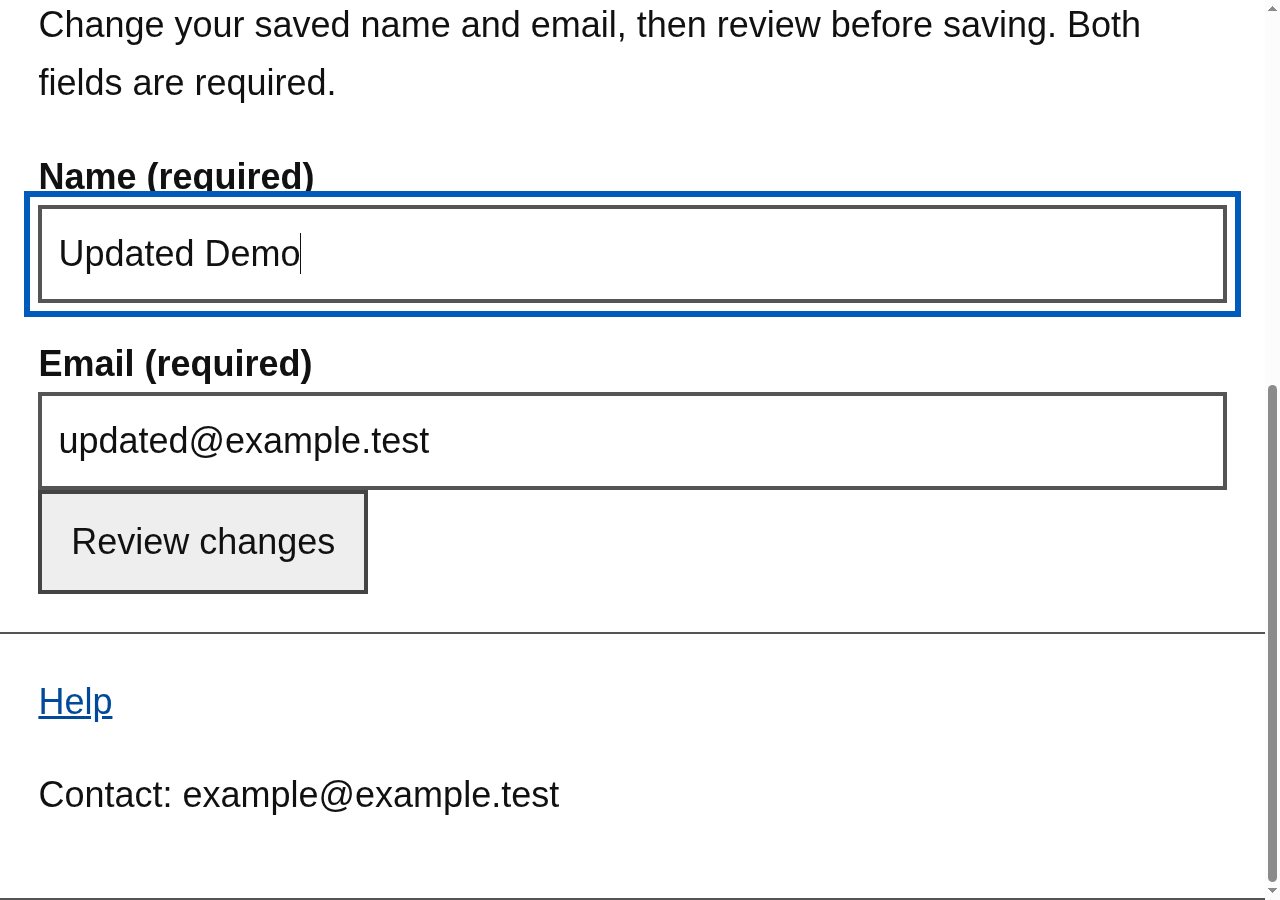 Change your saved name and email, then review before saving. Both
fields are required.
Name (required)
Updated Demo
Email (required)
updated@example.test
Review changes
Help
Contact: example@example.test